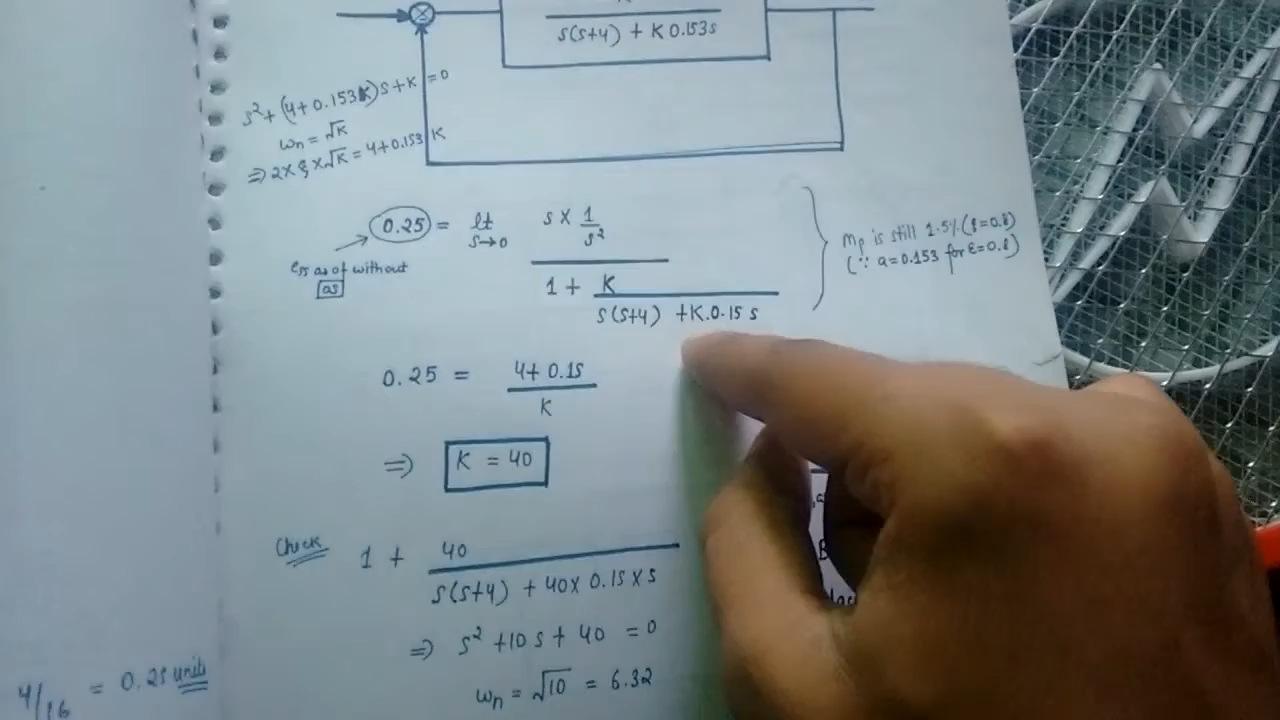 s(s+4) + K 0.153s
s² + (4+0.153K)s + K = 0
ωn = √K
⇒ 2 x ξ x √K = 4+0.153 K
0.25 = lt s→0
s x 1/s²
1 + K
s(s+4) + K.0.15 s
ess as of without
as
Mp is still 1.5% (ξ=0.8)
(∵ a=0.153 for ξ=0.8)
0.25 = 4+0.15
K
⇒ K = 40
Check 1 + 40
s(s+4) + 40 x 0.15 x s
⇒ s² + 10 s + 40 = 0
ωn = √10 = 6.32
4/16 = 0.25 units